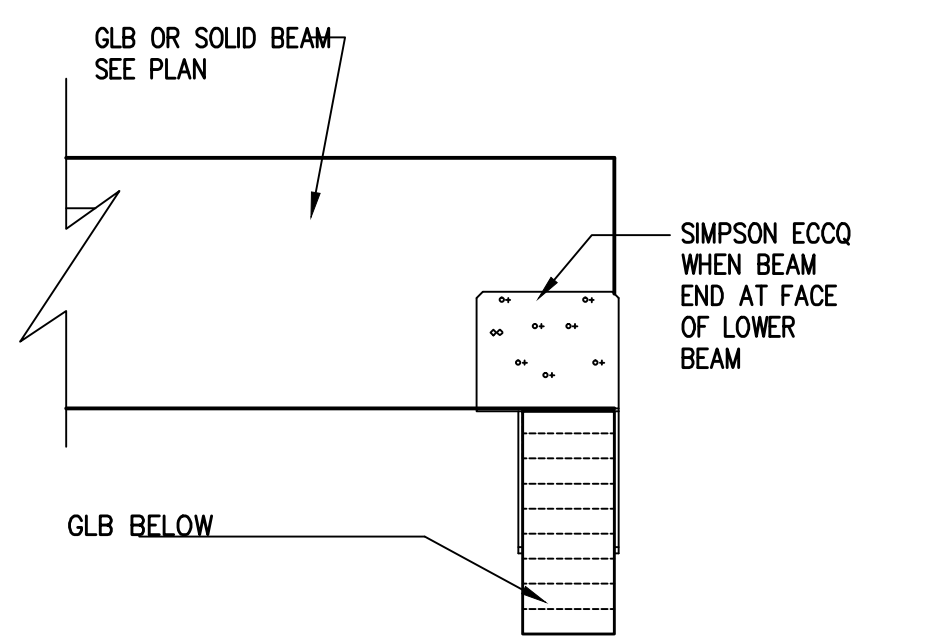 GLB OR SOLID BEAM
SEE PLAN
SIMPSON ECCQ
WHEN BEAM
END AT FACE
OF LOWER
BEAM
GLB BELOW